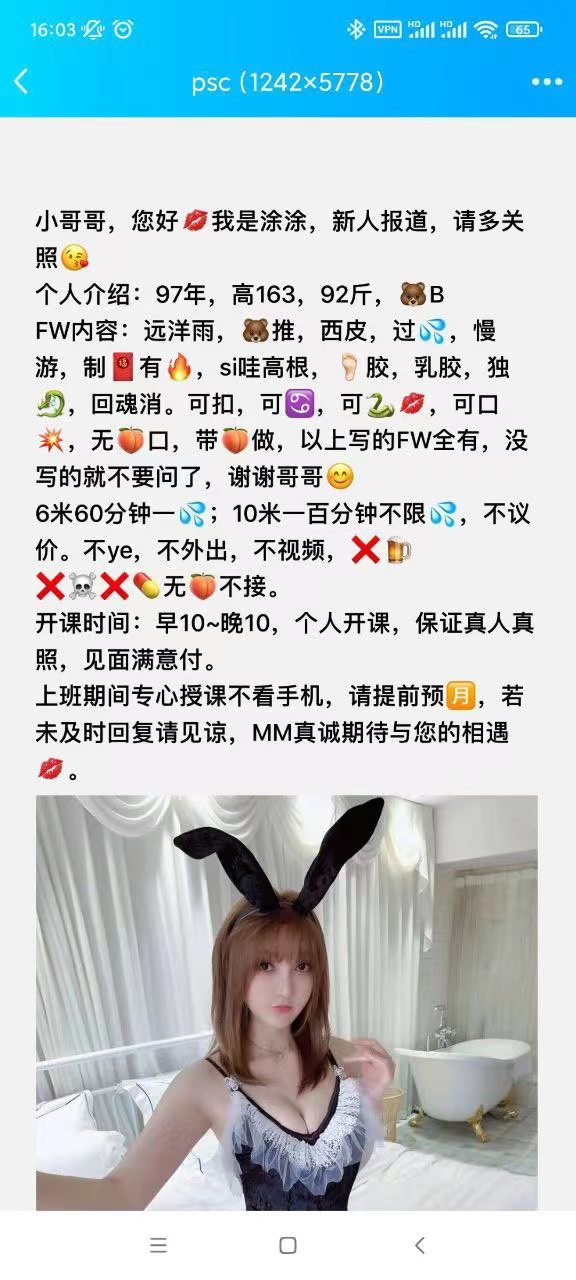 16:03 VPN HD HD 65
psc (1242×5778)
小哥哥，您好💋我是涂涂，新人报道，请多关
照😘
个人介绍：97年，高163，92斤，🐻B
FW内容：远洋雨，🐻推，西皮，过💦，慢
游，制🧧有🔥，si哇高根，🦶胶，乳胶，独
🐉，回魂消。可扣，可♋，可🐍💋，可口
💥，无🍑口，带🍑做，以上写的FW全有，没
写的就不要问了，谢谢哥哥😊
6米60分钟一💦；10米一百分钟不限💦，不议
价。不ye，不外出，不视频，❌🍺
❌☠️❌💊无🍑不接。
开课时间：早10~晚10，个人开课，保证真人真
照，见面满意付。
上班期间专心授课不看手机，请提前预🈷️，若
未及时回复请见谅，MM真诚期待与您的相遇
💋。